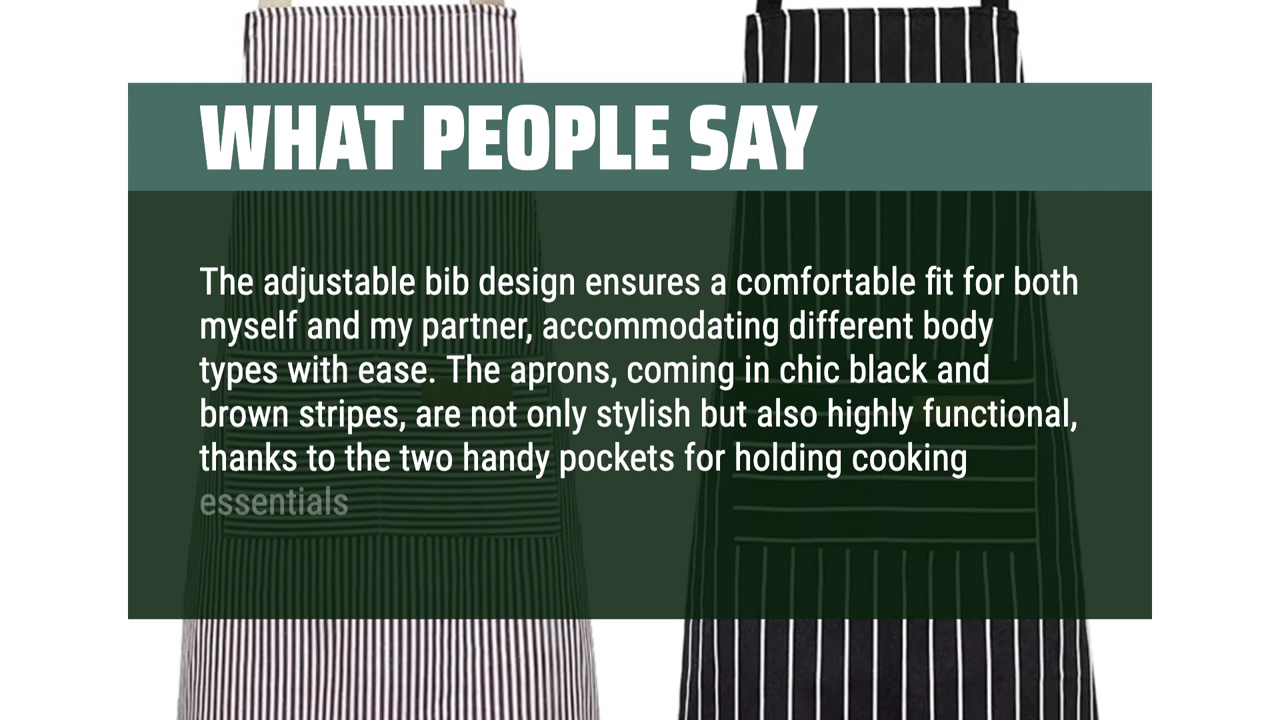 WHAT PEOPLE SAY
The adjustable bib design ensures a comfortable fit for both
myself and my partner, accommodating different body
types with ease. The aprons, coming in chic black and
brown stripes, are not only stylish but also highly functional,
thanks to the two handy pockets for holding cooking
essentials